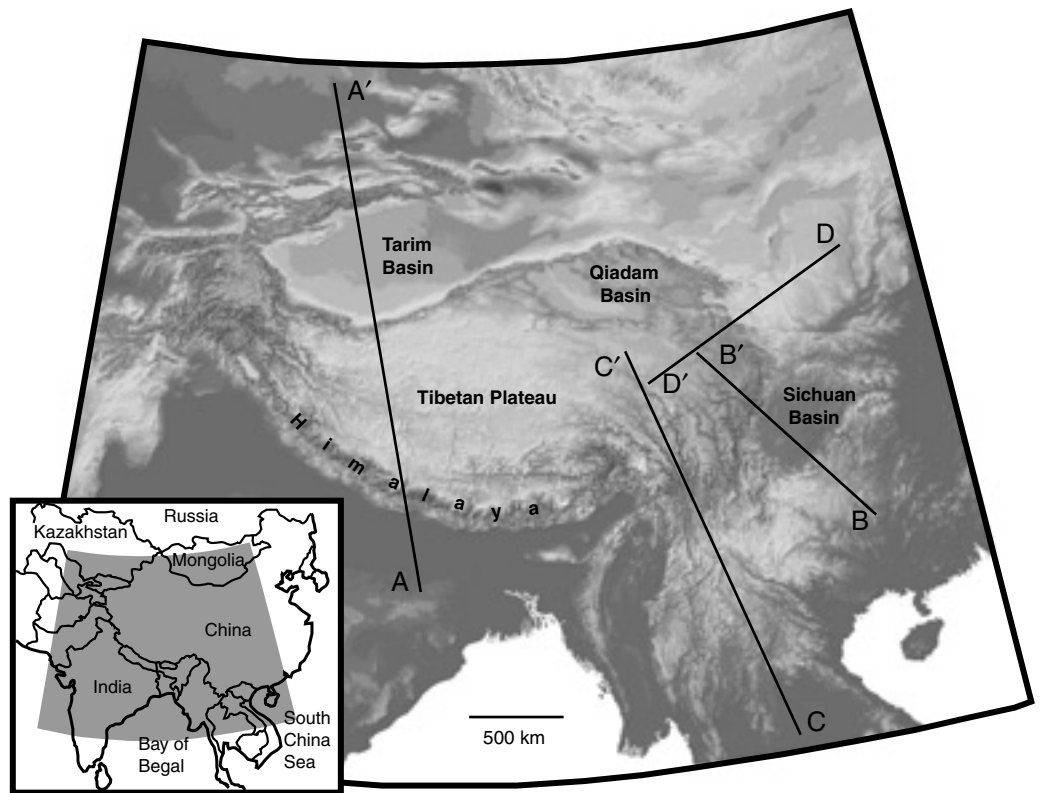 A′
Tarim
Basin
Qiadam
Basin
D
C′
D′
B′
Tibetan Plateau
Sichuan
Basin
Himalaya
B
A
C
500 km
Russia
Kazakhstan
Mongolia
China
India
South
China
Sea
Bay of
Begal